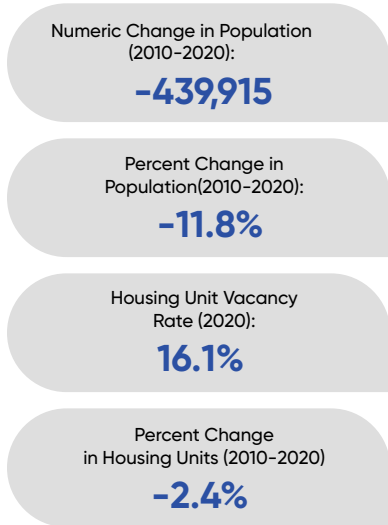 Numeric Change in Population
(2010-2020):
-439,915
Percent Change in
Population(2010-2020):
-11.8%
Housing Unit Vacancy
Rate (2020):
16.1%
Percent Change
in Housing Units (2010-2020)
-2.4%